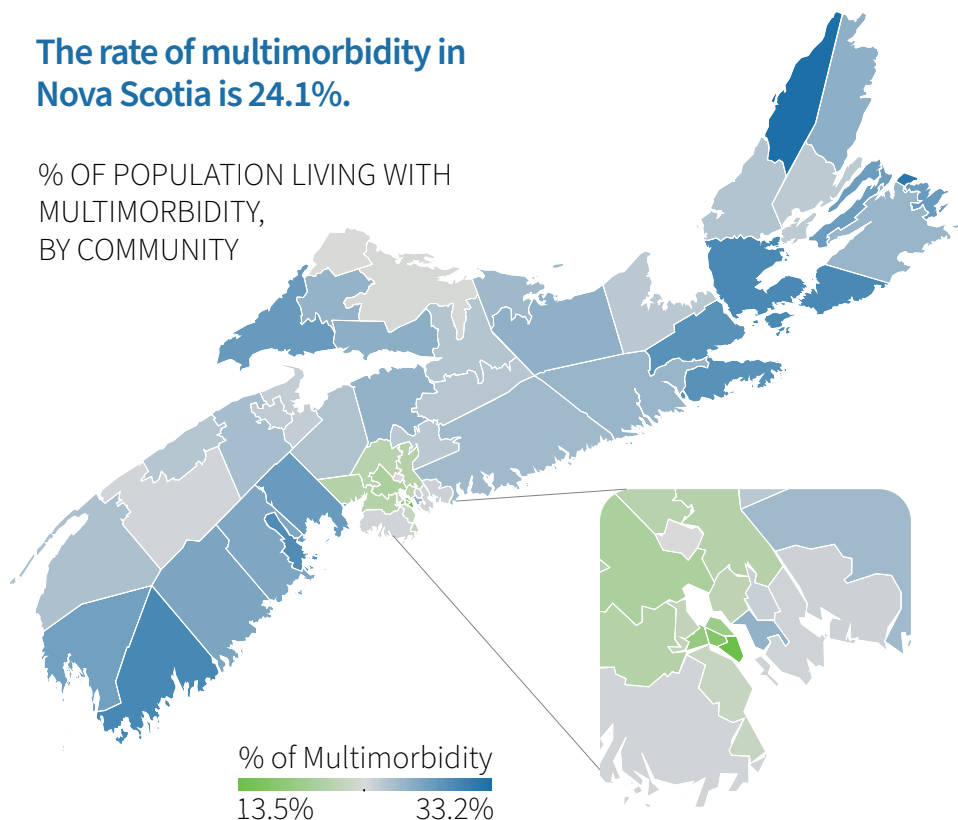 The rate of multimorbidity in
Nova Scotia is 24.1%.
% OF POPULATION LIVING WITH
MULTIMORBIDITY,
BY COMMUNITY
% of Multimorbidity
13.5% 33.2%